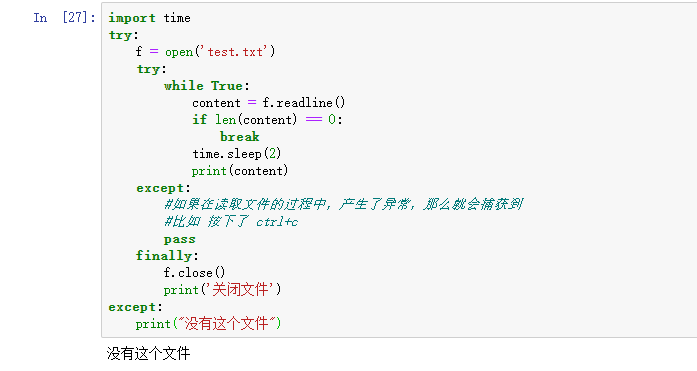 In [27]:
import time
try:
    f = open('test.txt')
    try:
        while True:
            content = f.readline()
            if len(content) == 0:
                break
            time.sleep(2)
            print(content)
    except:
        #如果在读取文件的过程中，产生了异常，那么就会捕获到
        #比如 按下了 ctrl+c
        pass
    finally:
        f.close()
        print('关闭文件')
except:
    print("没有这个文件")
没有这个文件